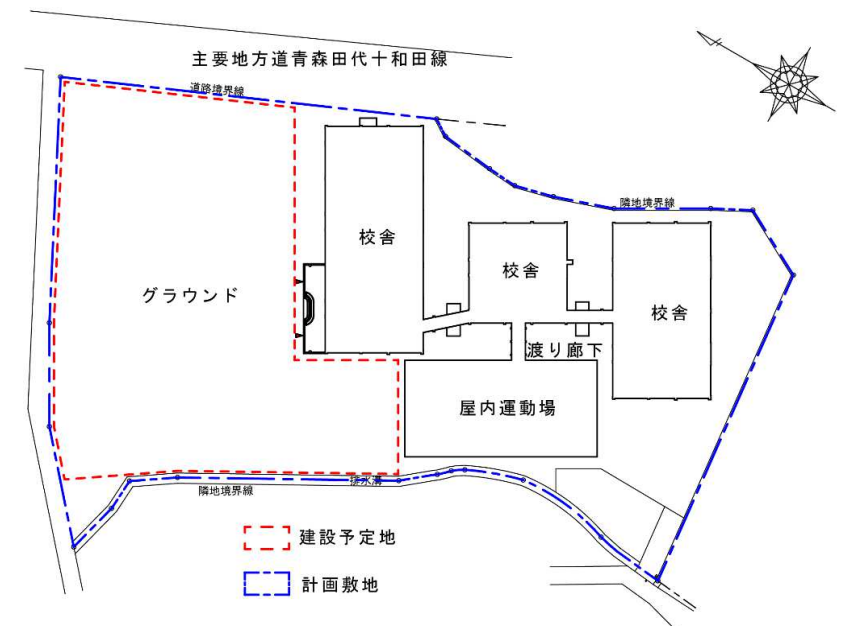 主要地方道青森田代十和田線
道路境界線
隣地境界線
校舎
校舎
校舎
グラウンド
渡り廊下
屋内運動場
排水溝
隣地境界線
建設予定地
計画敷地